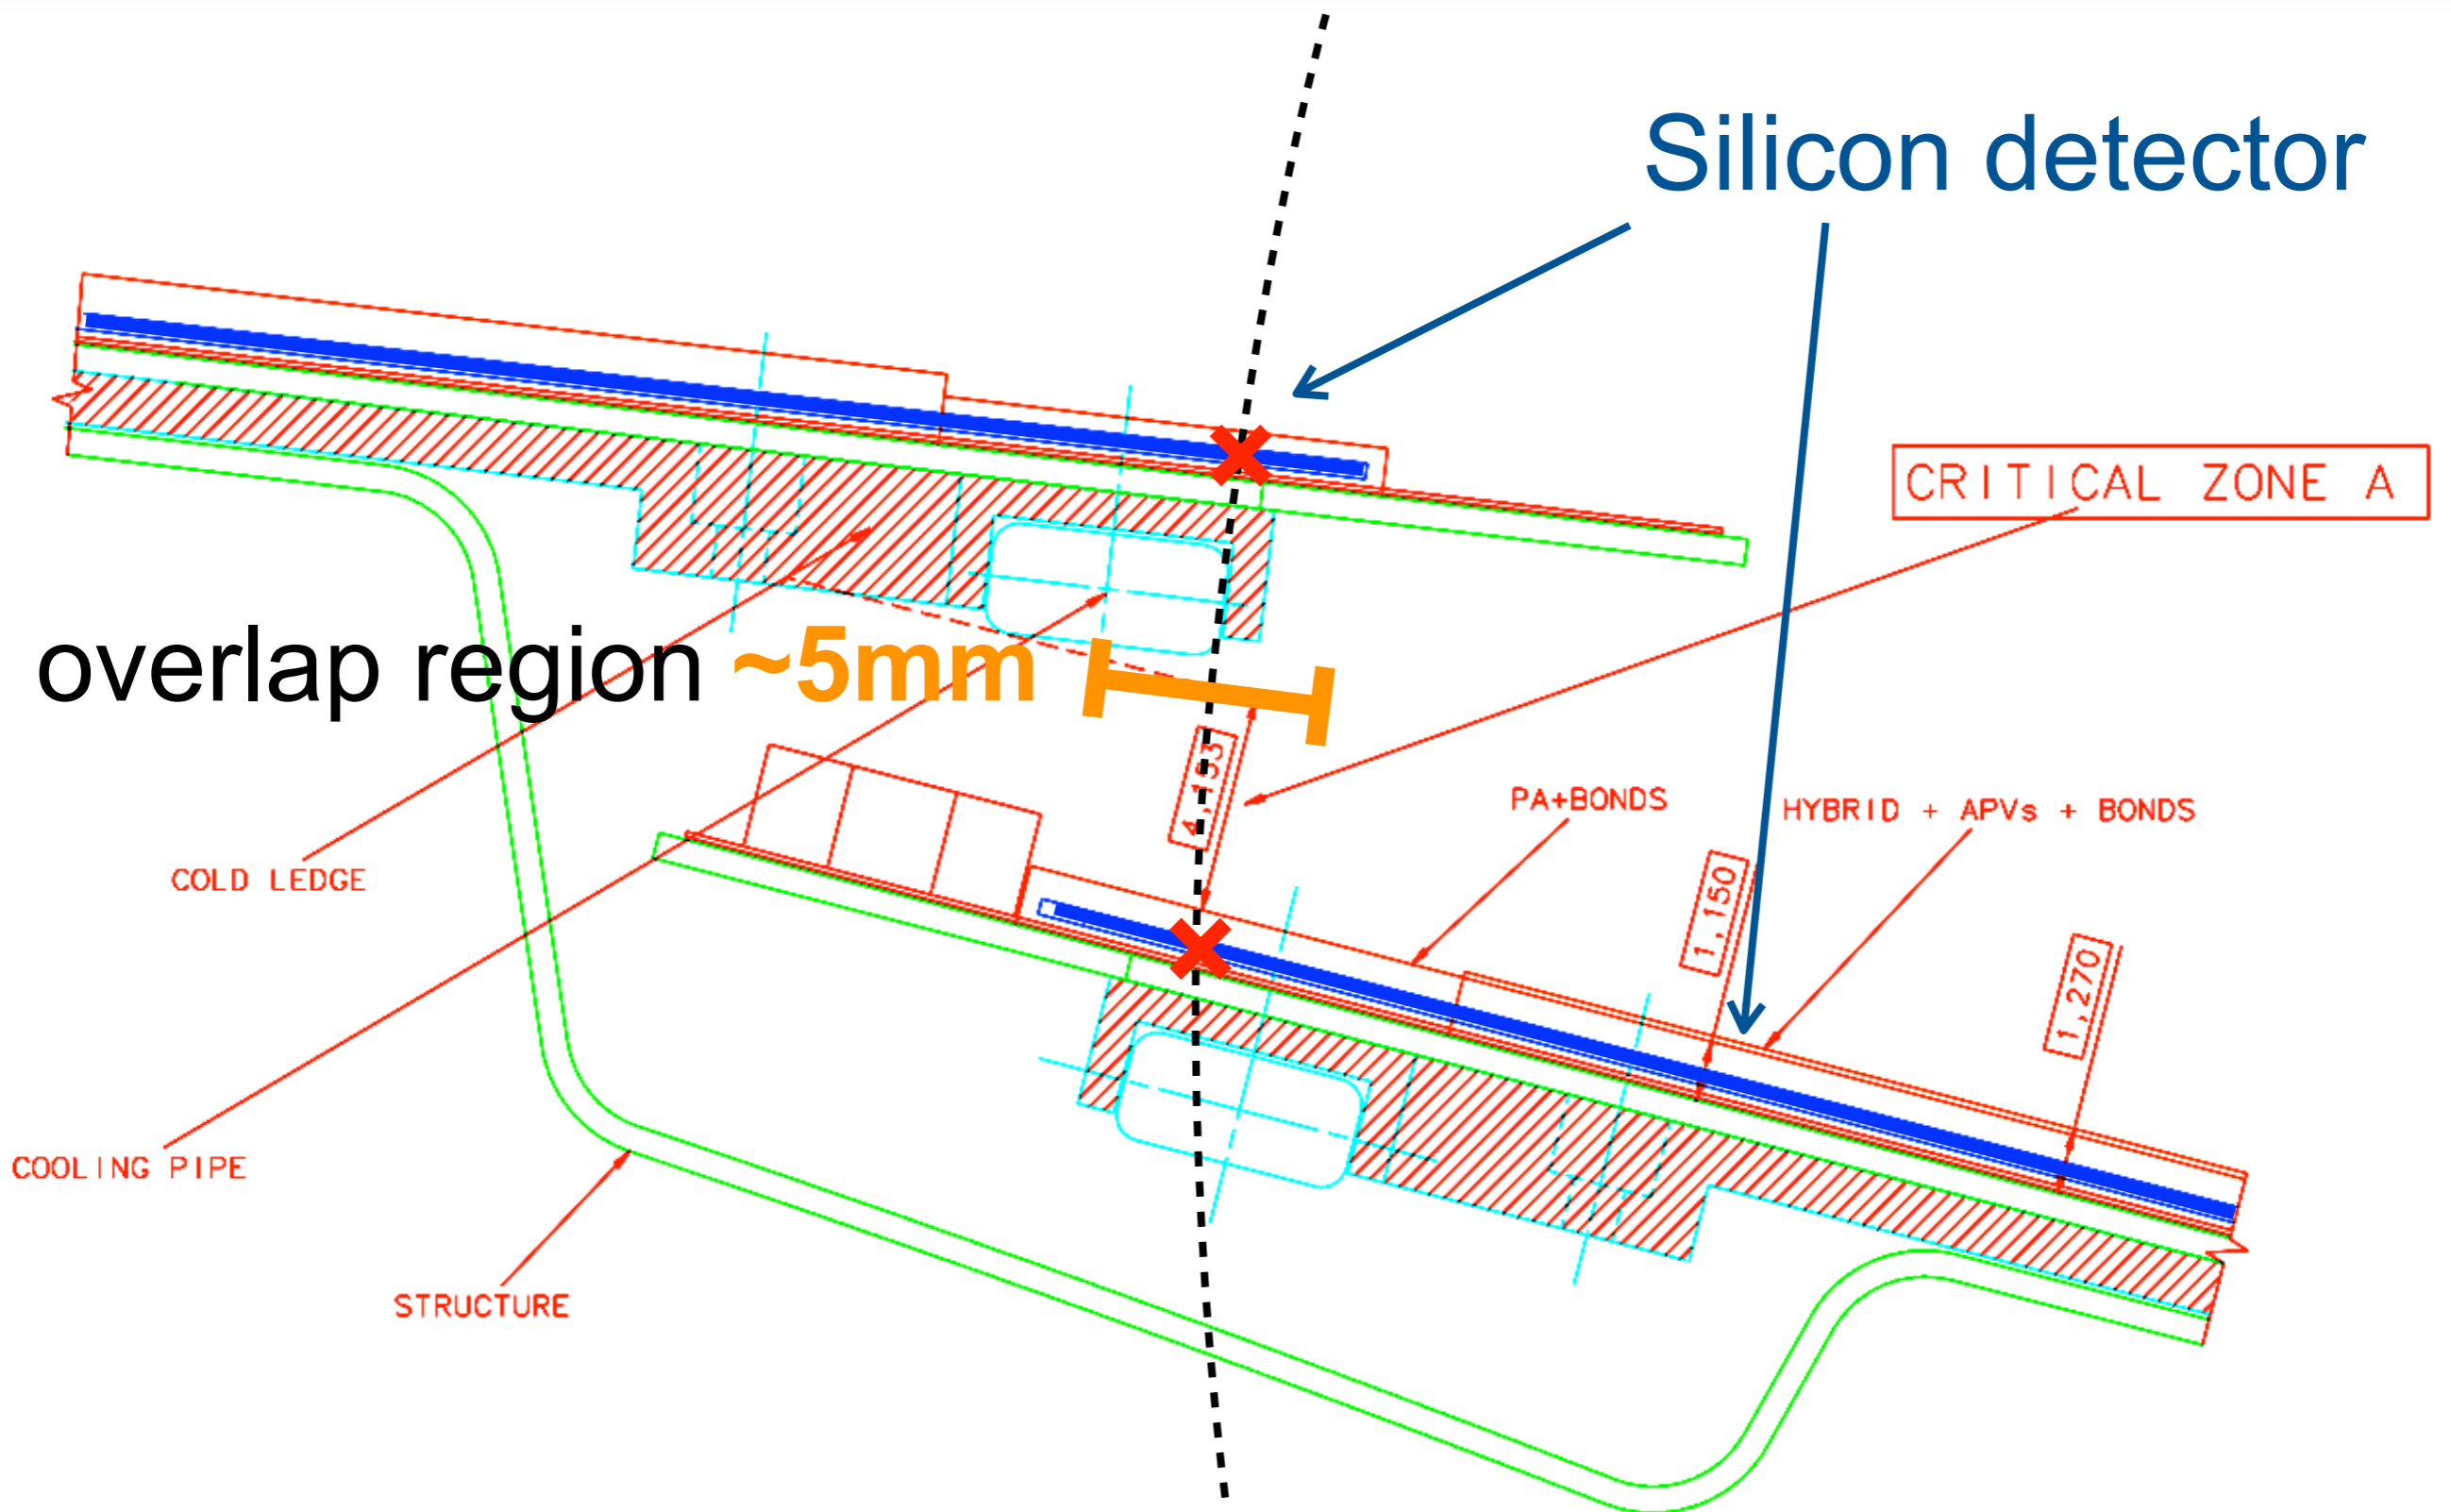 Silicon detector
CRITICAL ZONE A
overlap region ~5mm
4,153
PA+BONDS
HYBRID + APVs + BONDS
1,150
1,270
COLD LEDGE
COOLING PIPE
STRUCTURE